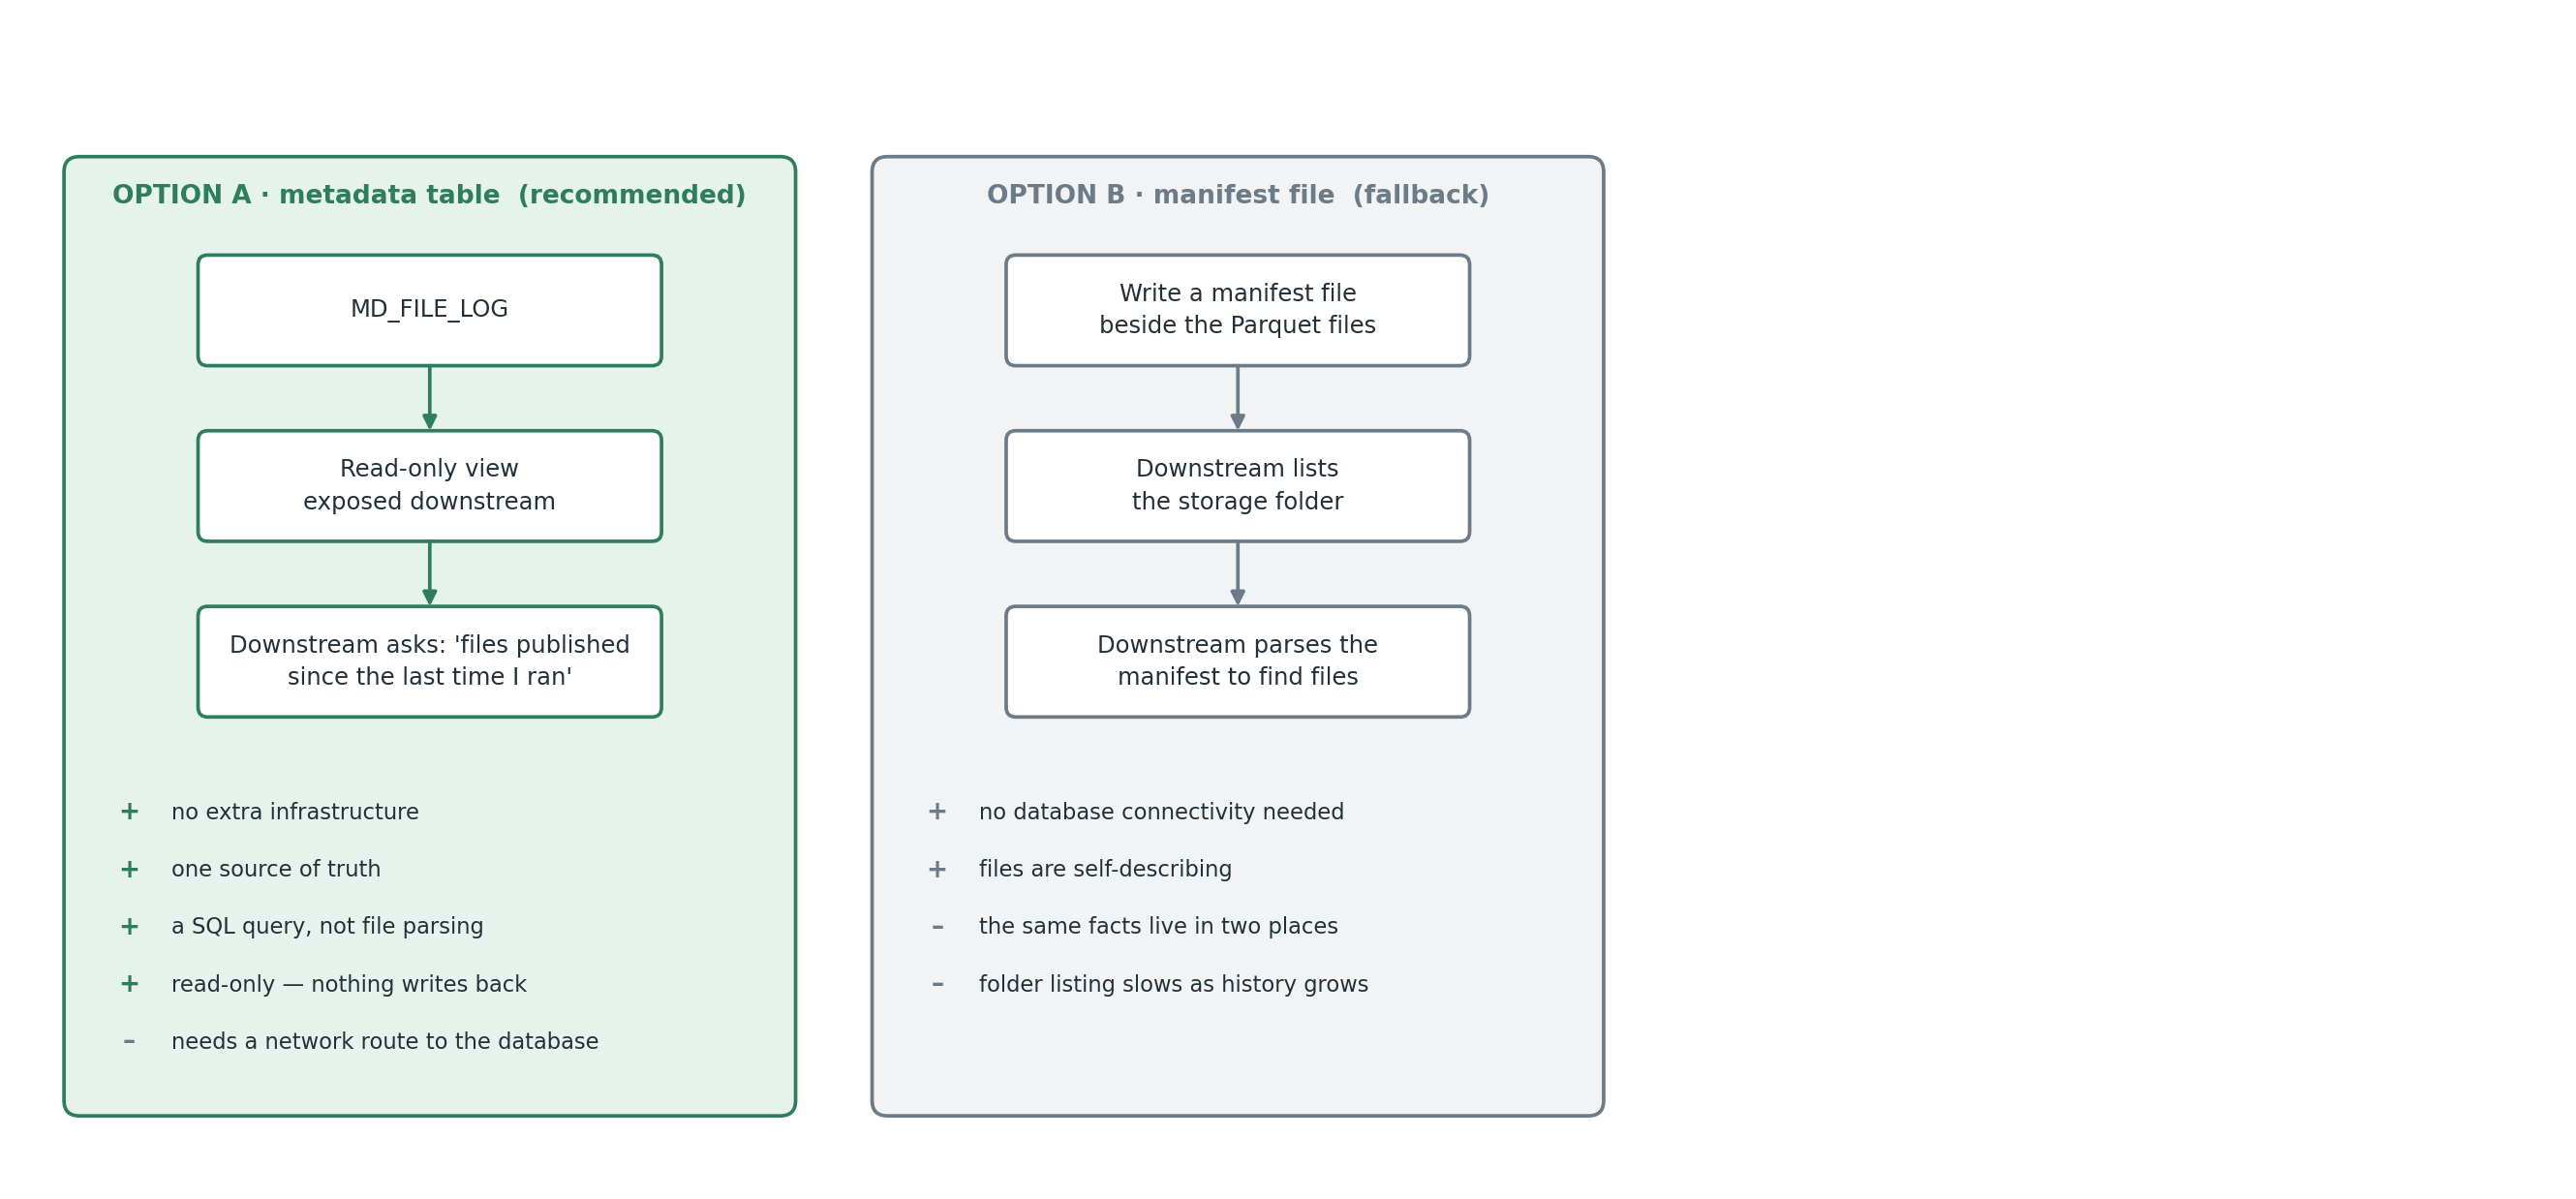 OPTION A · metadata table  (recommended)
MD_FILE_LOG
Read-only view
exposed downstream
Downstream asks: 'files published
since the last time I ran'
+ no extra infrastructure
+ one source of truth
+ a SQL query, not file parsing
+ read-only — nothing writes back
– needs a network route to the database
OPTION B · manifest file  (fallback)
Write a manifest file
beside the Parquet files
Downstream lists
the storage folder
Downstream parses the
manifest to find files
+ no database connectivity needed
+ files are self-describing
– the same facts live in two places
– folder listing slows as history grows